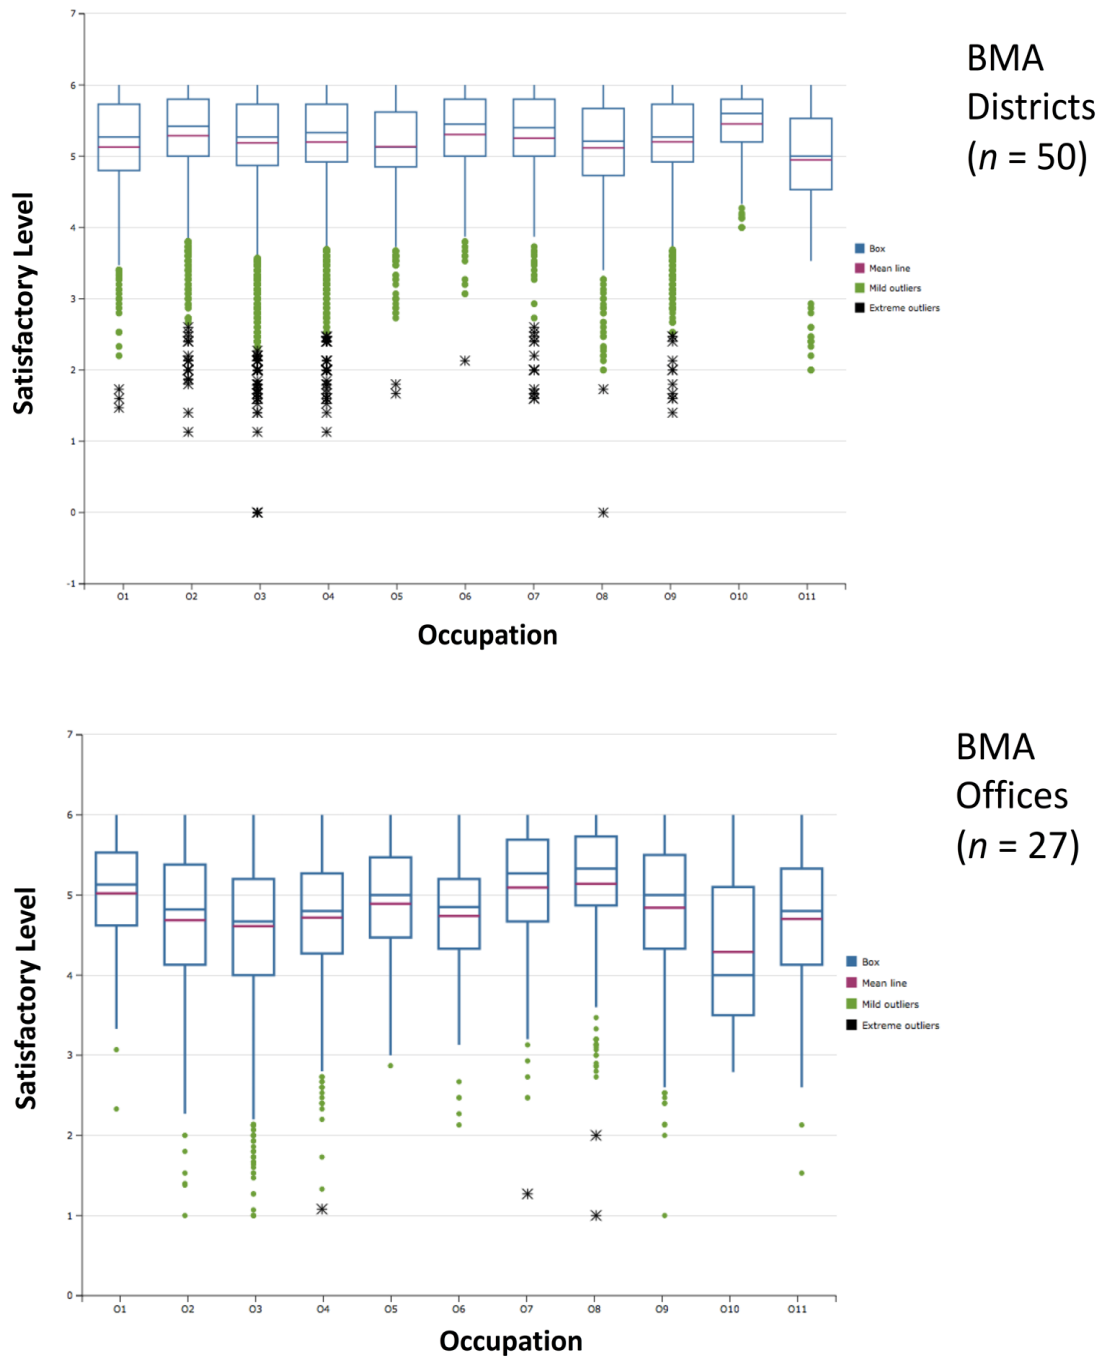 7
6
5
4
3
2
1
0
-1
Satisfactory Level
O1 O2 O3 O4 O5 O6 O7 O8 O9 O10 O11
Occupation
BMA
Districts
(n = 50)
Box
Mean line
Mild outliers
Extreme outliers
7
6
5
4
3
2
1
0
Satisfactory Level
O1 O2 O3 O4 O5 O6 O7 O8 O9 O10 O11
Occupation
BMA
Offices
(n = 27)
Box
Mean line
Mild outliers
Extreme outliers